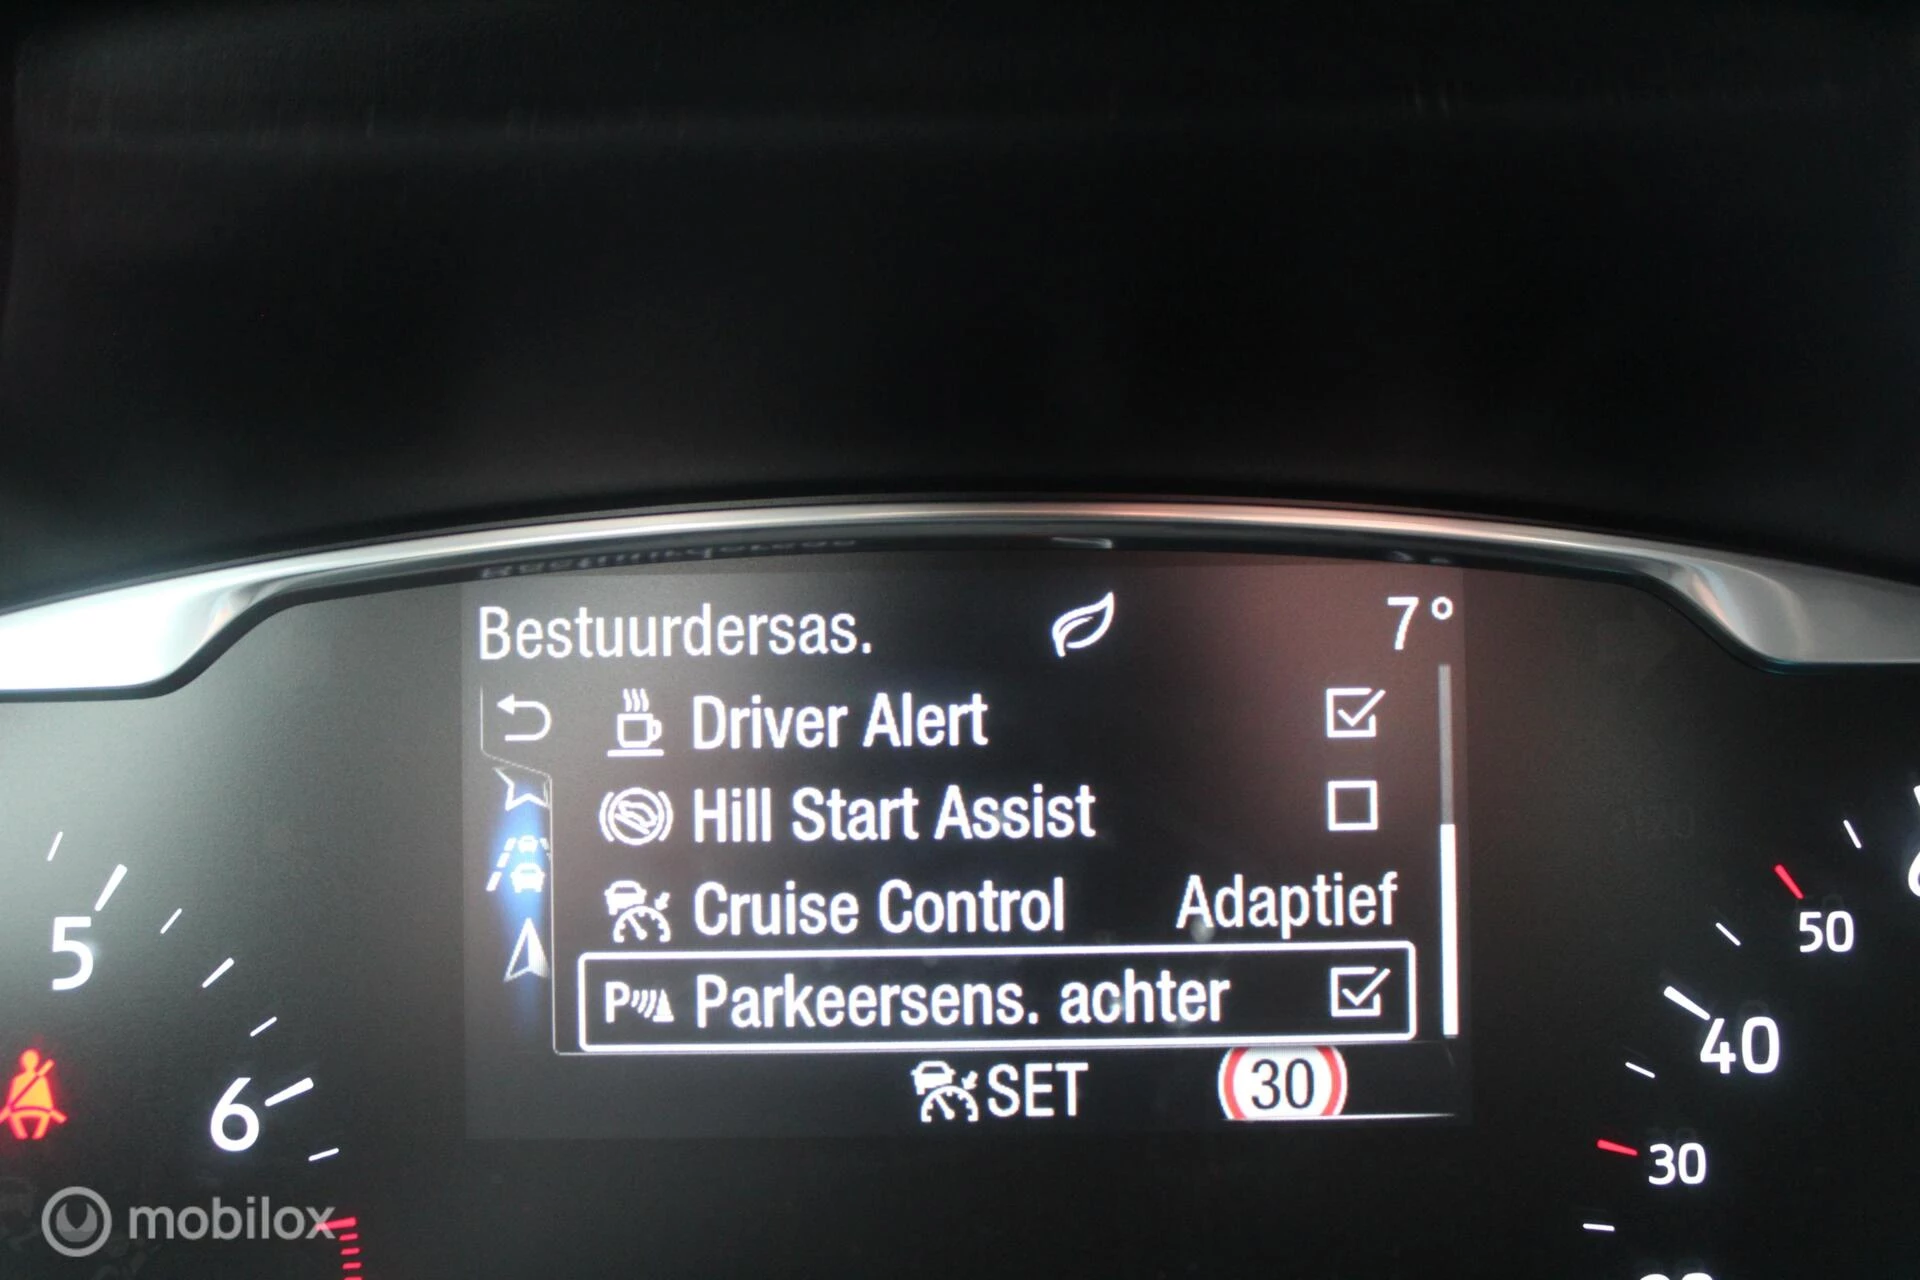 Bestuurdersas.
7°
Driver Alert
Hill Start Assist
Cruise Control Adaptief
P Parkeersens. achter
SET 30
5
6
50
40
30
mobilox